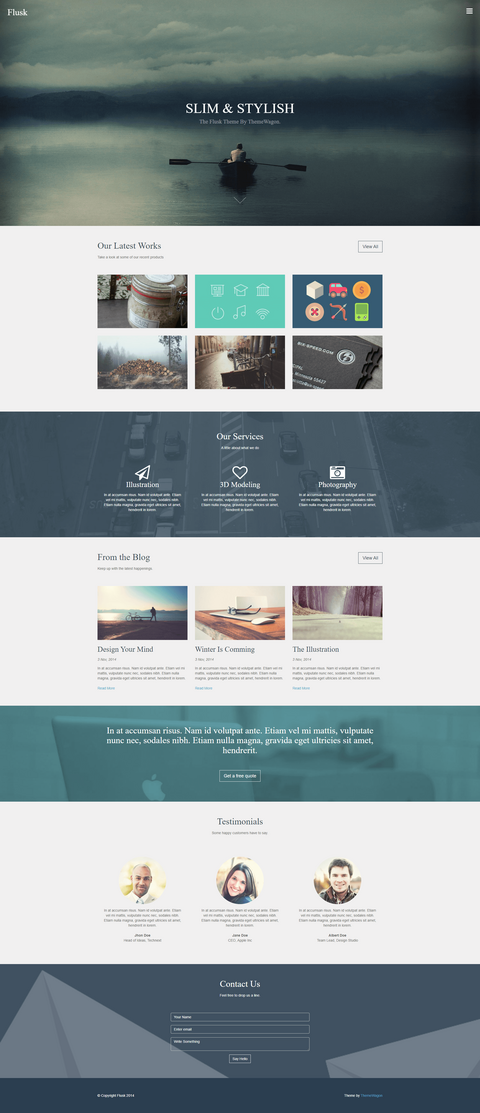 Flusk
SLIM & STYLISH
The Flusk Theme By ThemeWagon.
Our Latest Works
View All
Take a look at some of our recent products
Our Services
A little about what we do
Illustration
3D Modeling
Photography
In at accumsan risus. Nam id volutpat ante. Etiam
vel mi mattis, vulputate nunc nec, sodales nibh.
Etiam nulla magna, gravida eget ultricies sit amet,
hendrerit in lorem.
In at accumsan risus. Nam id volutpat ante. Etiam
vel mi mattis, vulputate nunc nec, sodales nibh.
Etiam nulla magna, gravida eget ultricies sit amet,
hendrerit in lorem.
In at accumsan risus. Nam id volutpat ante. Etiam
vel mi mattis, vulputate nunc nec, sodales nibh.
Etiam nulla magna, gravida eget ultricies sit amet,
hendrerit in lorem.
From the Blog
View All
Keep up with the latest happenings
Design Your Mind
3 Nov, 2014
In at accumsan risus. Nam id volutpat ante. Etiam vel mi
mattis, vulputate nunc nec, sodales nibh. Etiam nulla
magna, gravida eget ultricies sit amet, hendrerit in lorem.
Read More
Winter Is Comming
3 Nov, 2014
In at accumsan risus. Nam id volutpat ante. Etiam vel mi
mattis, vulputate nunc nec, sodales nibh. Etiam nulla
magna, gravida eget ultricies sit amet, hendrerit in lorem.
Read More
The Illustration
3 Nov, 2014
In at accumsan risus. Nam id volutpat ante. Etiam vel mi
mattis, vulputate nunc nec, sodales nibh. Etiam nulla
magna, gravida eget ultricies sit amet, hendrerit in lorem.
Read More
In at accumsan risus. Nam id volutpat ante. Etiam vel mi mattis, vulputate
nunc nec, sodales nibh. Etiam nulla magna, gravida eget ultricies sit amet,
hendrerit.
Get a free quote
Testimonials
Some happy customers have to say
In at accumsan risus. Nam id volutpat ante. Etiam
vel mi mattis, vulputate nunc nec, sodales nibh.
Etiam nulla magna, gravida eget ultricies sit amet,
hendrerit in lorem.
Jhon Doe
Head of Ideas, Technext
In at accumsan risus. Nam id volutpat ante. Etiam
vel mi mattis, vulputate nunc nec, sodales nibh.
Etiam nulla magna, gravida eget ultricies sit amet,
hendrerit in lorem.
Jane Doe
CEO, Apple Inc.
In at accumsan risus. Nam id volutpat ante. Etiam
vel mi mattis, vulputate nunc nec, sodales nibh.
Etiam nulla magna, gravida eget ultricies sit amet,
hendrerit in lorem.
Albert Doe
Team Lead, Design Studio
Contact Us
Feel free to drop us a line
Your Name
Enter email
Write Something
Say Hello
© Copyright Flusk 2014
Theme by ThemeWagon